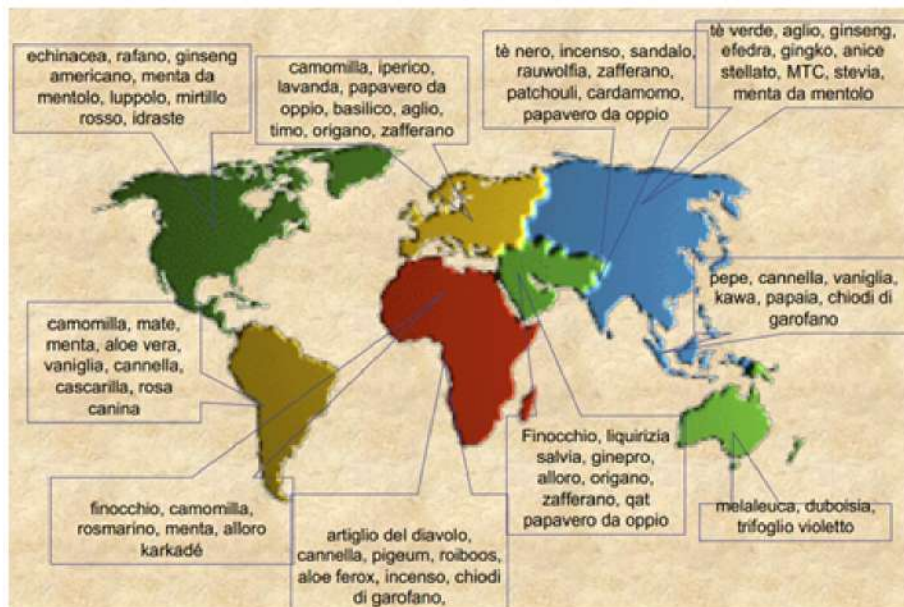 echinacea, rafano, ginseng
americano, menta da
mentolo, luppolo, mirtillo
rosso, idraste
camomilla, iperico,
lavanda, papavero da
oppio, basilico, aglio,
timo, origano, zafferano
tè nero, incenso, sandalo,
rauwolfia, zafferano,
patchouli, cardamomo,
papavero da oppio
tè verde, aglio, ginseng,
efedra, gingko, anice
stellato, MTC, stevia,
menta da mentolo
pepe, cannella, vaniglia,
kawa, papaia, chiodi di
garofano
camomilla, mate,
menta, aloe vera,
vaniglia, cannella,
cascarilla, rosa
canina
finocchio, camomilla,
rosmarino, menta, alloro
karkadé
artiglio del diavolo,
cannella, pigeum, roiboos,
aloe ferox, incenso, chiodi
di garofano,
Finocchio, liquirizia
salvia, ginepro,
alloro, origano,
zafferano, qat
papavero da oppio
melaleuca, duboisia,
trifoglio violetto